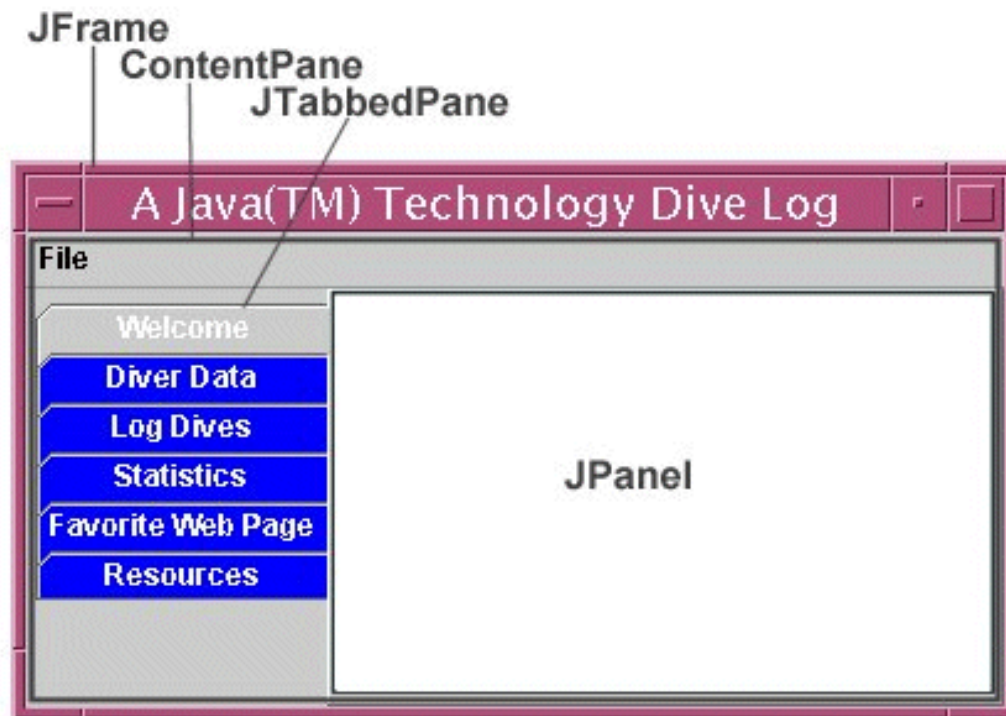 JFrame
ContentPane
JTabbedPane
A Java(TM) Technology Dive Log
File
Welcome
Diver Data
Log Dives
Statistics
Favorite Web Page
Resources
JPanel